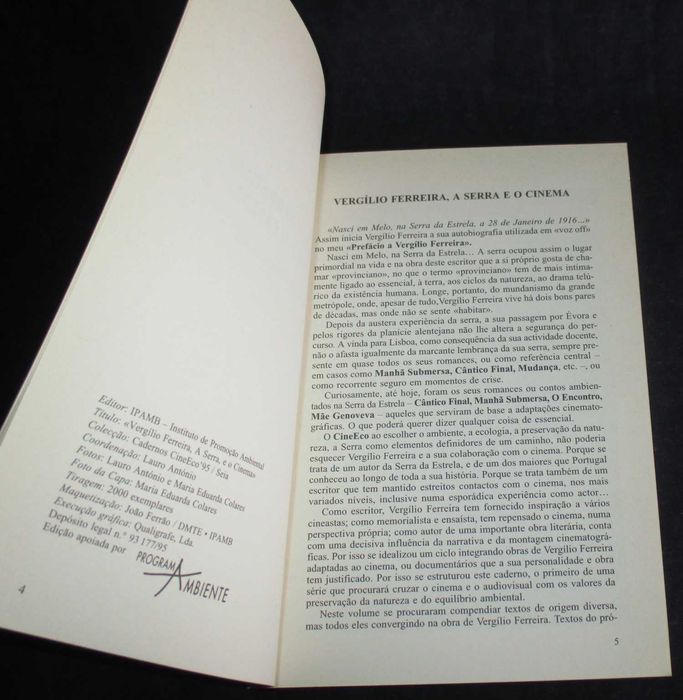 Editor: IPAMB – Instituto de Promoção Ambiental
Título: «Vergílio Ferreira, A Serra, e o Cinema»
Colecção: Cadernos CineEco'95 / Seia
Coordenação: Lauro António
Fotos: Lauro António e Maria Eduarda Colares
Foto da Capa: Maria Eduarda Colares
Tiragem: 2000 exemplares
Maquetização: João Ferrão / DMTE • IPAMB
Execução gráfica: Qualigrafe, Lda.
Depósito legal n.º 93 177/95
Edição apoiada por PROGRAMA AMBIENTE
4
VERGÍLIO FERREIRA, A SERRA E O CINEMA
«Nasci em Melo, na Serra da Estrela, a 28 de Janeiro de 1916...»
Assim inicia Vergílio Ferreira a sua autobiografia utilizada em «voz off»
no meu «Prefácio a Vergílio Ferreira».
Nasci em Melo, na Serra da Estrela... A serra ocupou assim o lugar
primordial na vida e na obra deste escritor que a si próprio gosta de cha-
mar «provinciano», no que o termo «provinciano» tem de mais intima-
mente ligado ao essencial, à terra, aos ciclos da natureza, ao drama telú-
rico da existência humana. Longe, portanto, do mundanismo da grande
metrópole, onde, apesar de tudo,Vergílio Ferreira vive há dois bons pares
de décadas, mas onde não se sente «habitar».
Depois da austera experiência da serra, a sua passagem por Évora e
pelos rigores da planície alentejana não lhe altera a segurança do per-
curso. A vinda para Lisboa, como consequência da sua actividade docente,
não o afasta igualmente da marcante lembrança da sua serra, sempre pre-
sente em quase todos os seus romances, ou como referência central –
em casos como Manhã Submersa, Cântico Final, Mudança, etc. –, ou
como recorrente seguro em momentos de crise.
Curiosamente, até hoje, foram os seus romances ou contos ambien-
tados na Serra da Estrela – Cântico Final, Manhã Submersa, O Encontro,
Mãe Genoveva – aqueles que serviram de base a adaptações cinemato-
gráficas. O que poderá querer dizer qualquer coisa de essencial.
O CineEco ao escolher o ambiente, a ecologia, a preservação da natu-
reza, a Serra como elementos definidores de um caminho, não poderia
esquecer Vergílio Ferreira e a sua colaboração com o cinema. Porque se
trata de um autor da Serra da Estrela, e de um dos maiores que Portugal
conheceu ao longo de toda a sua história. Porque se trata também de um
escritor que tem mantido estreitos contactos com o cinema, nos mais
variados níveis, inclusive numa esporádica experiência como actor...
Como escritor, Vergílio Ferreira tem fornecido inspiração a vários
cineastas; como memorialista e ensaísta, tem repensado o cinema, numa
perspectiva própria; como autor de uma importante obra literária, conta
com uma decisiva influência da narrativa e da montagem cinematográ-
ficas. Por isso se idealizou um ciclo integrando obras de Vergílio Ferreira
adaptadas ao cinema, ou documentários que a sua personalidade e obra
tem justificado. Por isso se estruturou este caderno, o primeiro de uma
série que procurará cruzar o cinema e o audiovisual com os valores da
preservação da natureza e do equilíbrio ambiental.
Neste volume se procuraram compendiar textos de origem diversa,
mas todos eles convergindo na obra de Vergílio Ferreira. Textos do pró-
5